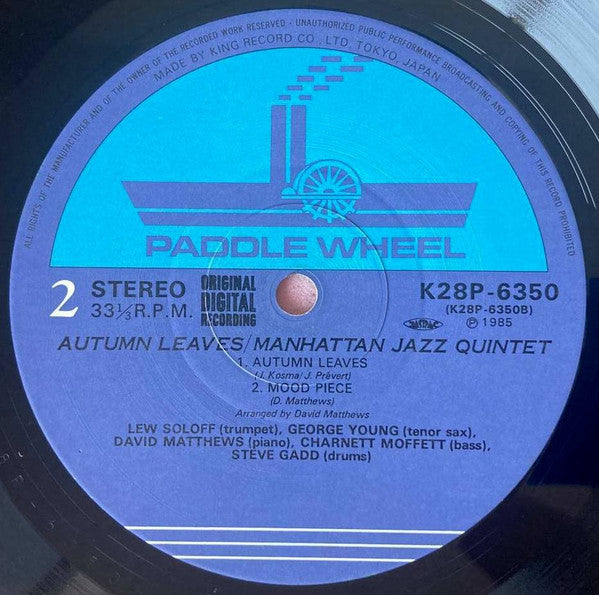 ALL RIGHTS OF THE MANUFACTURER AND OF THE OWNER OF THE RECORDED WORK RESERVED · UNAUTHORIZED PUBLIC PERFORMANCE BROADCASTING AND COPYING OF THIS RECORD PROHIBITED
MADE BY KING RECORD CO., LTD. TOKYO, JAPAN
PADDLE WHEEL
2 STEREO
33⅓R.P.M.
ORIGINAL
DIGITAL
RECORDING
K28P-6350
(K28P-6350B)
℗ 1985
AUTUMN LEAVES/MANHATTAN JAZZ QUINTET
1. AUTUMN LEAVES
(J. Kosma/J. Prévert)
2. MOOD PIECE
(D. Matthews)
Arranged by David Matthews
LEW SOLOFF (trumpet), GEORGE YOUNG (tenor sax),
DAVID MATTHEWS (piano), CHARNETT MOFFETT (bass),
STEVE GADD (drums)